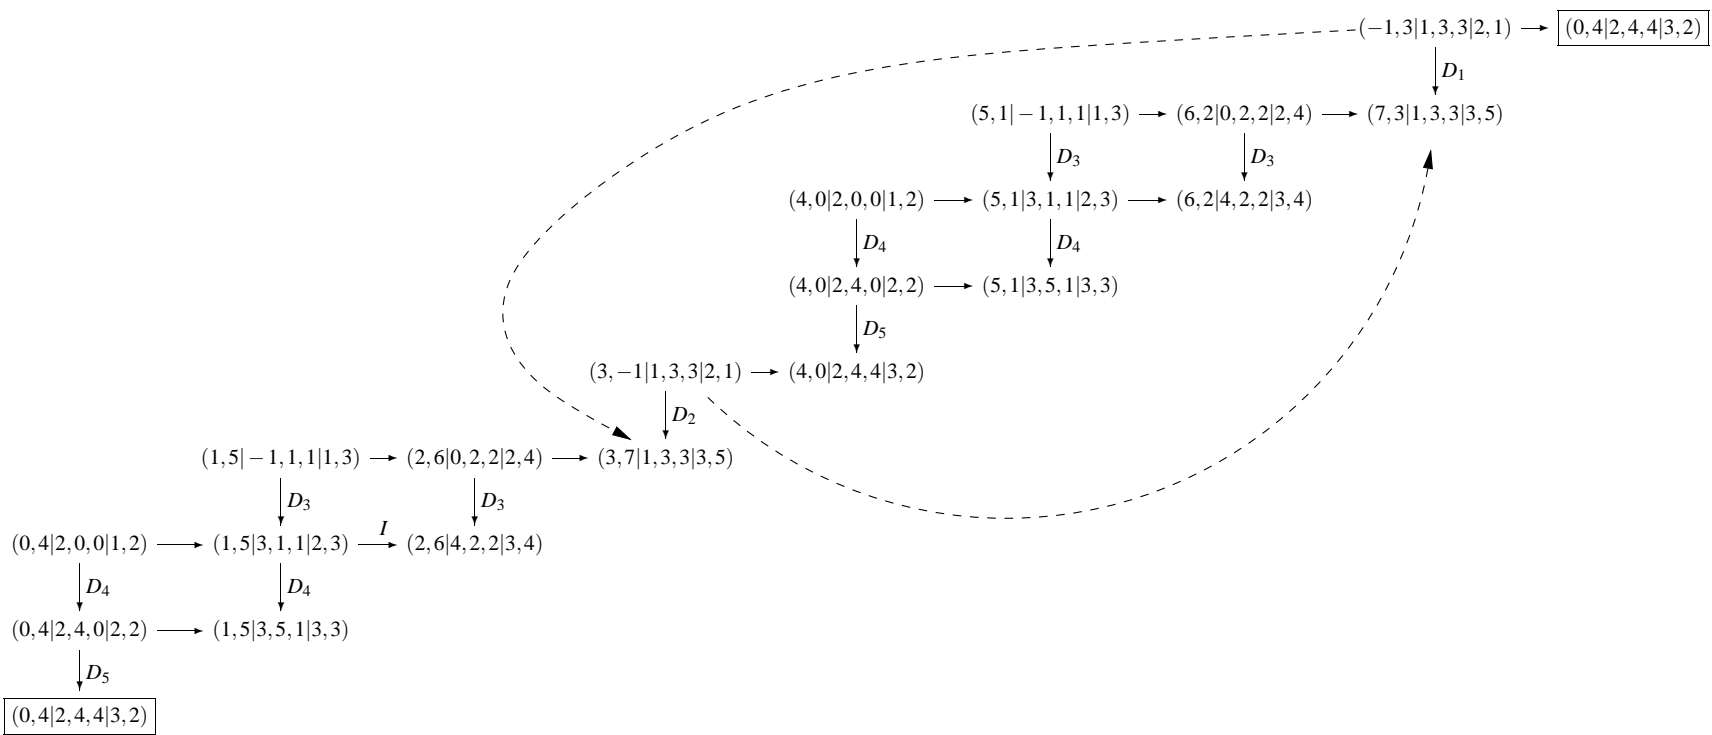 (−1,3|1,3,3|2,1) (0,4|2,4,4|3,2)
D1
(5,1|−1,1,1|1,3) (6,2|0,2,2|2,4) (7,3|1,3,3|3,5)
D3 D3
(4,0|2,0,0|1,2) (5,1|3,1,1|2,3) (6,2|4,2,2|3,4)
D4 D4
(4,0|2,4,0|2,2) (5,1|3,5,1|3,3)
D5
(3,−1|1,3,3|2,1) (4,0|2,4,4|3,2)
D2
(1,5|−1,1,1|1,3) (2,6|0,2,2|2,4) (3,7|1,3,3|3,5)
D3 D3
I
(0,4|2,0,0|1,2) (1,5|3,1,1|2,3) (2,6|4,2,2|3,4)
D4 D4
(0,4|2,4,0|2,2) (1,5|3,5,1|3,3)
D5
(0,4|2,4,4|3,2)